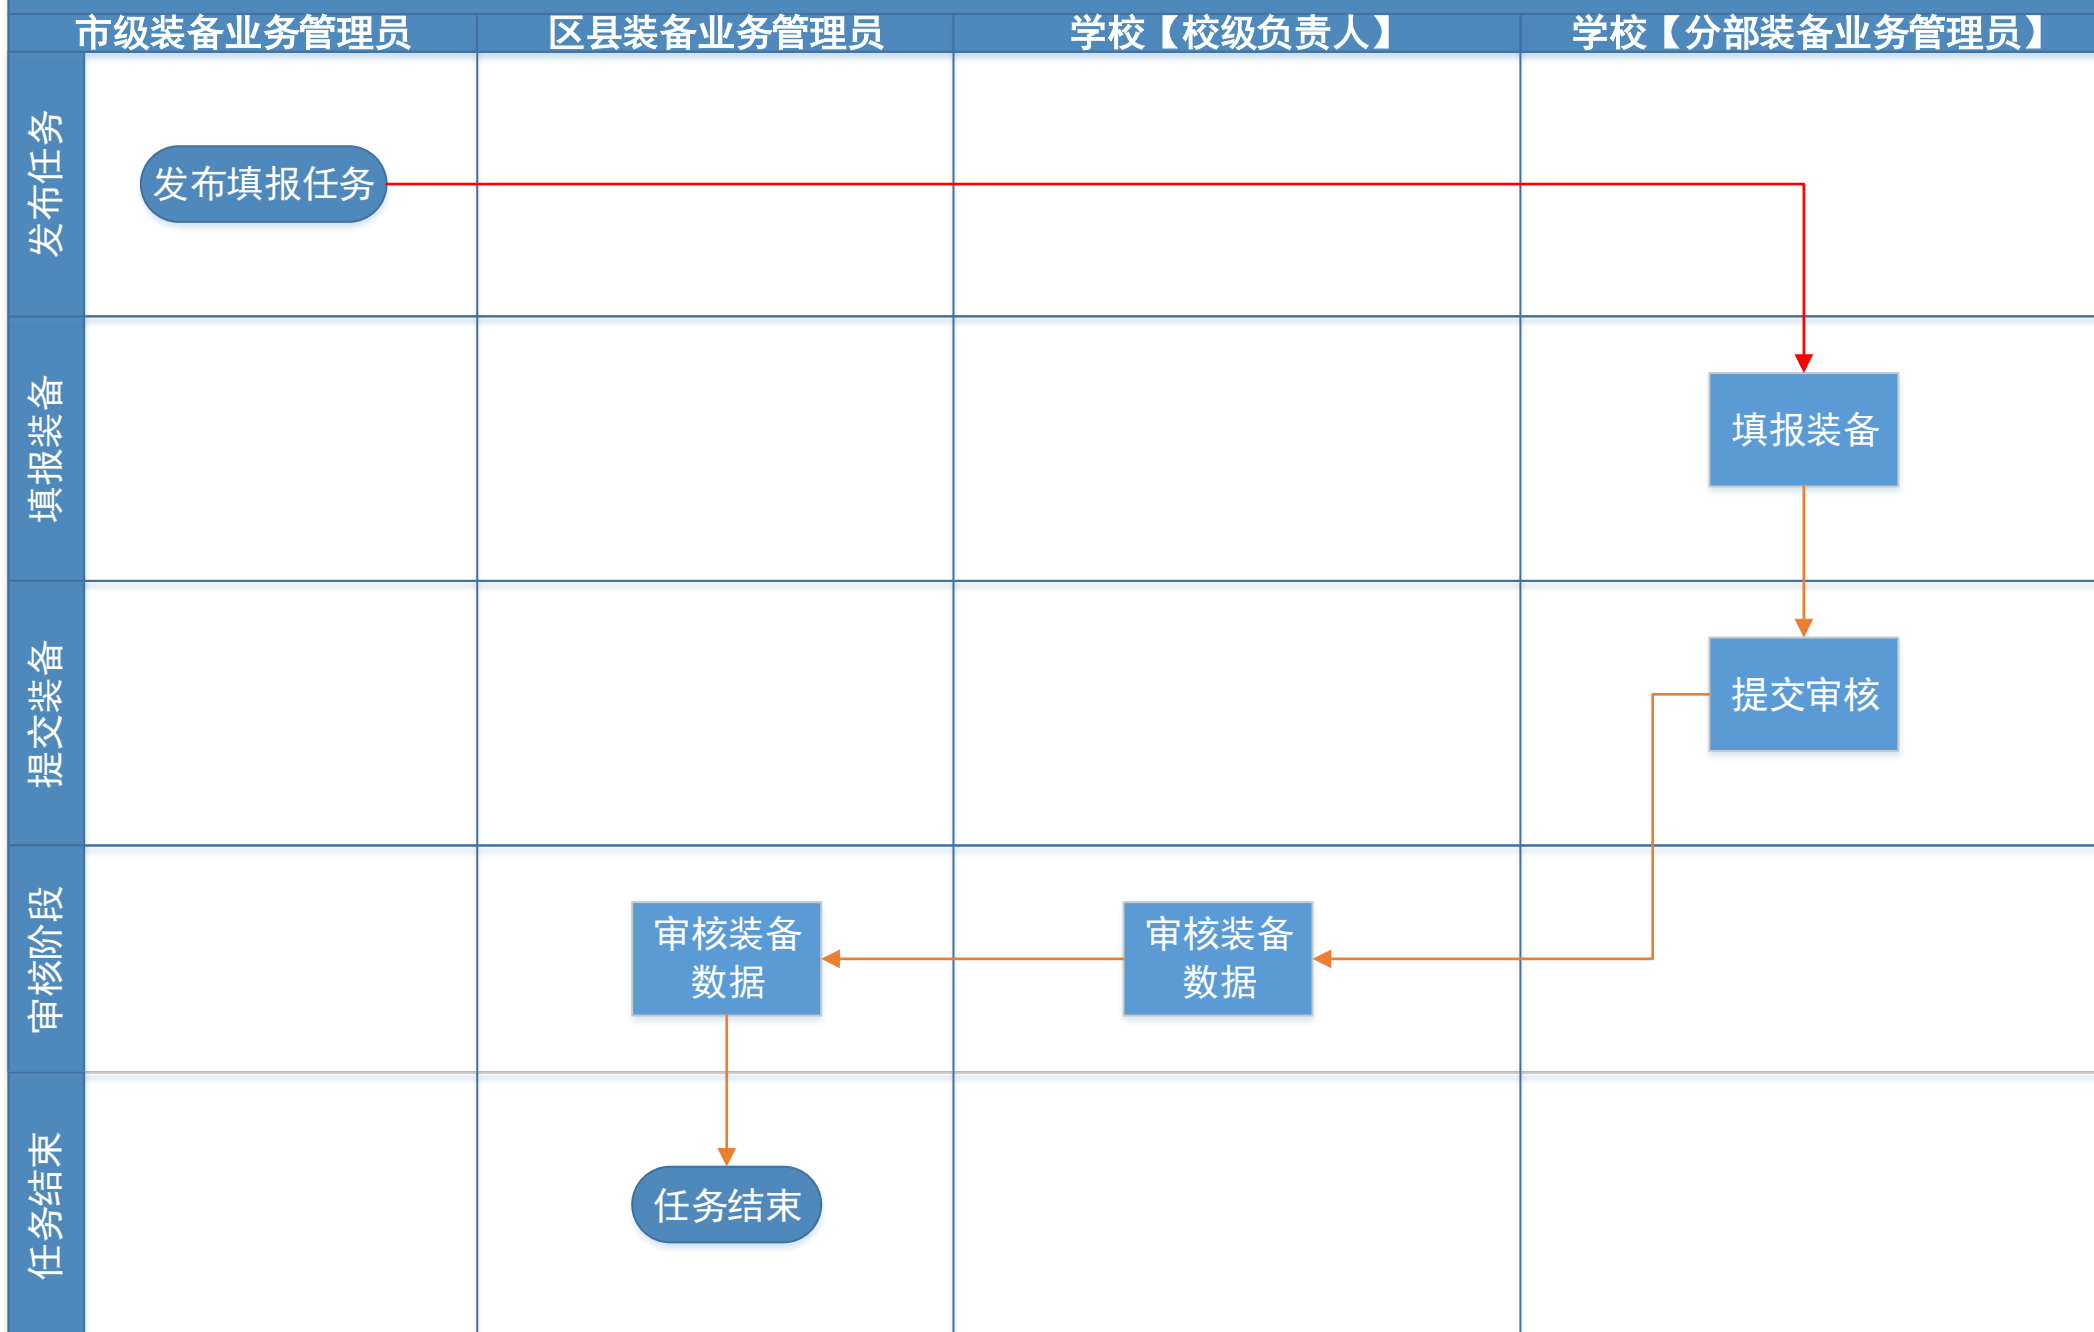 市级装备业务管理员
区县装备业务管理员
学校【校级负责人】
学校【分部装备业务管理员】
发布任务
发布填报任务
填报装备
填报装备
提交装备
提交审核
审核阶段
审核装备
数据
审核装备
数据
任务结束
任务结束